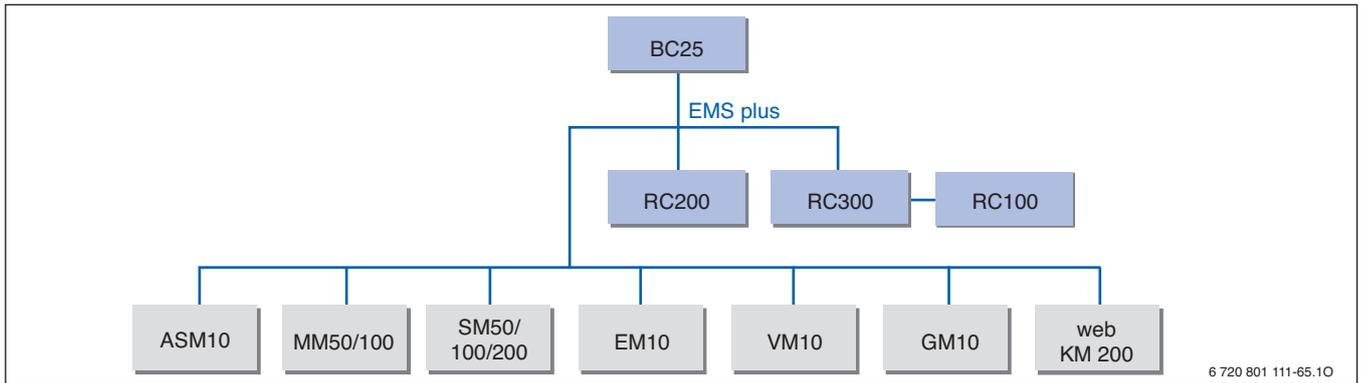 BC25
EMS plus
RC200
RC300
RC100
ASM10
MM50/100
SM50/
100/200
EM10
VM10
GM10
web
KM 200
6 720 801 111-65.1O